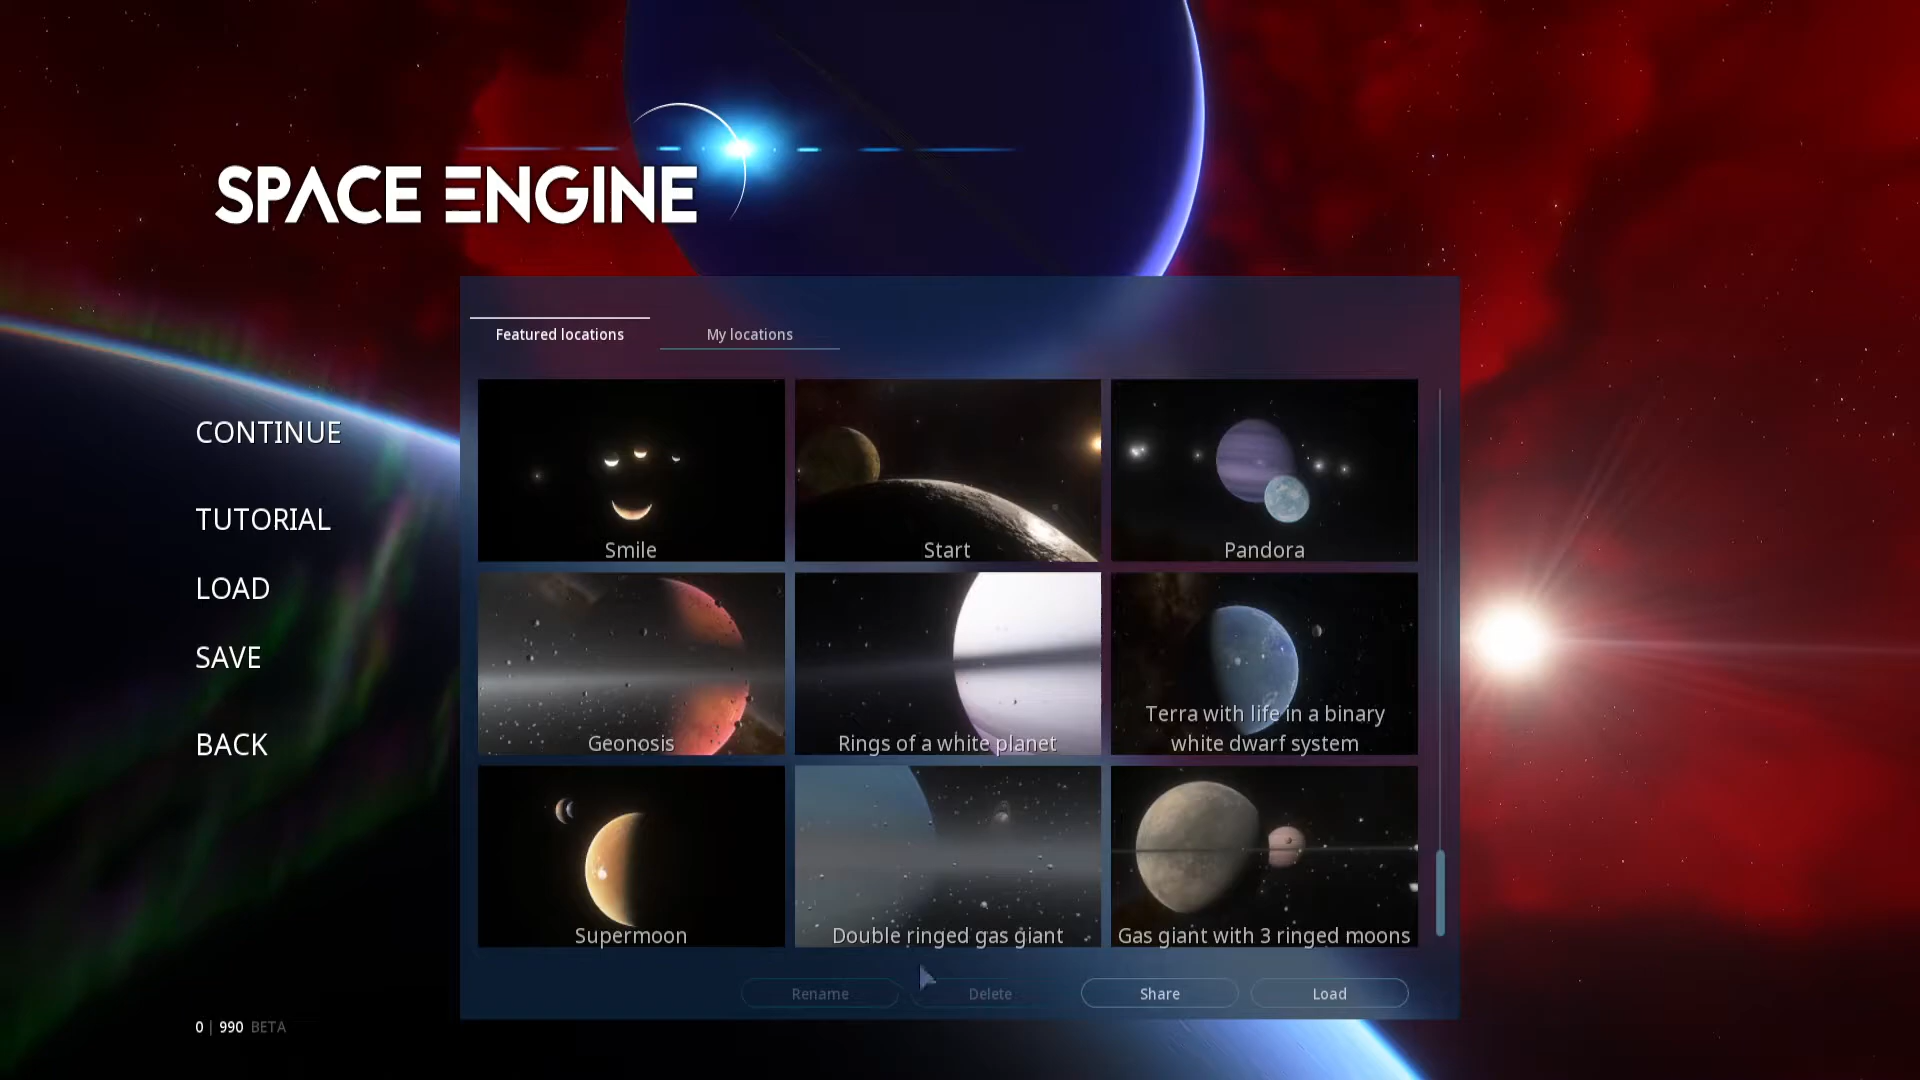 SPACE ENGINE
Featured locations
My locations
CONTINUE
TUTORIAL
LOAD
SAVE
BACK
Smile
Start
Pandora
Geonosis
Rings of a white planet
Terra with life in a binary
white dwarf system
Supermoon
Double ringed gas giant
Gas giant with 3 ringed moons
Rename
Delete
Share
Load
0 | 990 BETA